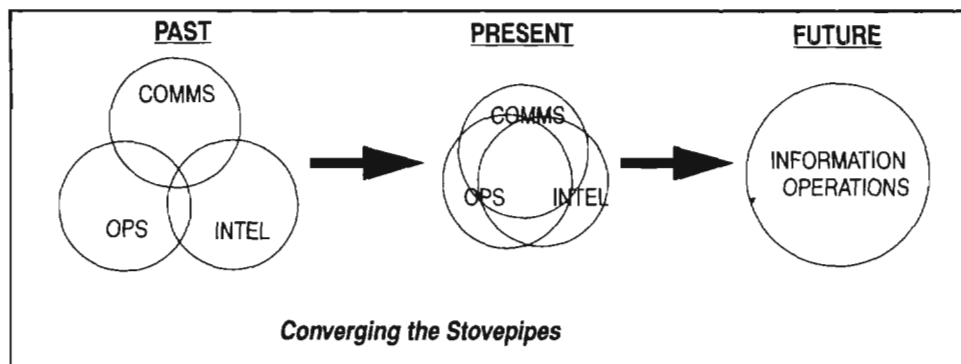 PAST
COMMS
OPS
INTEL
PRESENT
COMMS
OPS
INTEL
FUTURE
INFORMATION
OPERATIONS
Converging the Stovepipes